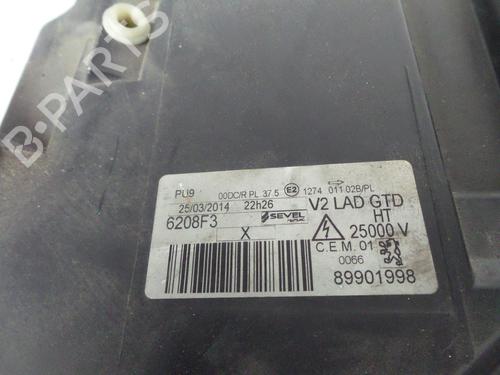 PU9 00DC/R PL 37.5 E2 1274 011 02B/PL
25/03/2014 22h26 V2 LAD GTD
6208F3 SEVEL HT
X 25000 V
C.E.M. 01
0066
89901998